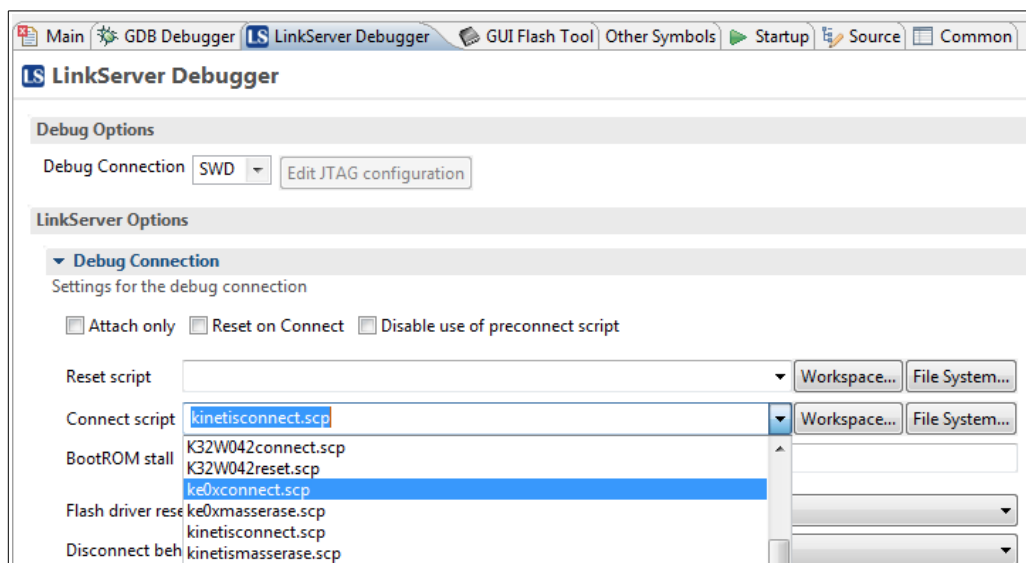 Main GDB Debugger LS LinkServer Debugger GUI Flash Tool Other Symbols Startup Source Common
LS LinkServer Debugger
Debug Options
Debug Connection SWD Edit JTAG configuration
LinkServer Options
Debug Connection
Settings for the debug connection
Attach only Reset on Connect Disable use of preconnect script
Reset script Workspace... File System...
Connect script kinetisconnect.scp Workspace... File System...
K32W042connect.scp
BootROM stall
K32W042reset.scp
ke0xconnect.scp
Flash driver rese ke0xmasserase.scp
kinetisconnect.scp
Disconnect beh kinetismasserase.scp